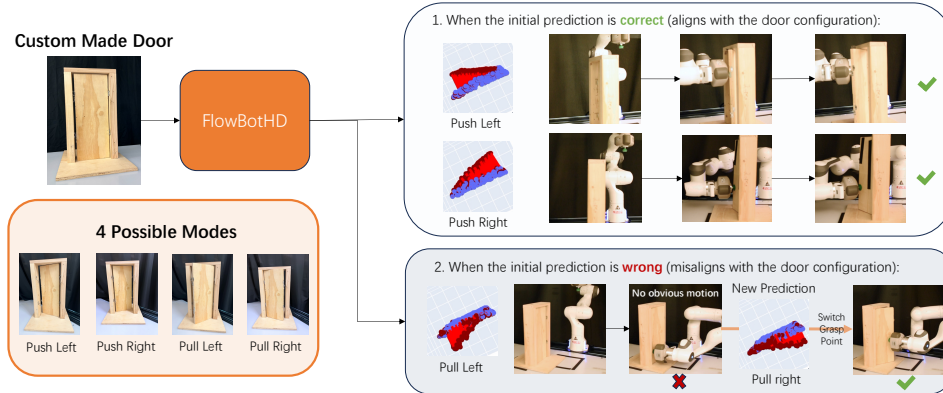 Custom Made Door
FlowBotHD
4 Possible Modes
Push Left
Push Right
Pull Left
Pull Right
1. When the initial prediction is correct (aligns with the door configuration):
Push Left
Push Right
2. When the initial prediction is wrong (misaligns with the door configuration):
Pull Left
No obvious motion
New Prediction
Pull right
Switch
Grasp
Point